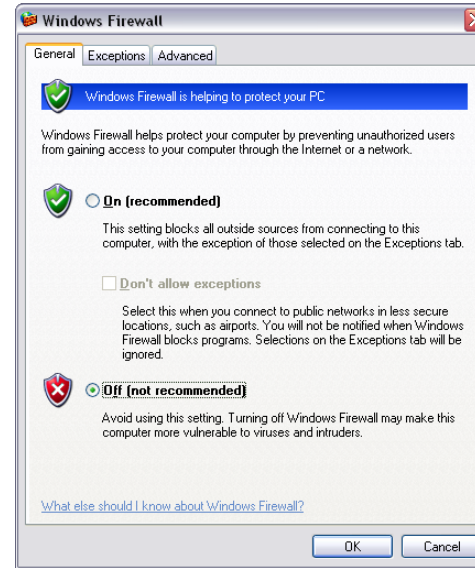 Windows Firewall
General Exceptions Advanced
Windows Firewall is helping to protect your PC
Windows Firewall helps protect your computer by preventing unauthorized users
from gaining access to your computer through the Internet or a network.
On (recommended)
This setting blocks all outside sources from connecting to this
computer, with the exception of those selected on the Exceptions tab.
Don't allow exceptions
Select this when you connect to public networks in less secure
locations, such as airports. You will not be notified when Windows
Firewall blocks programs. Selections on the Exceptions tab will be
ignored.
Off (not recommended)
Avoid using this setting. Turning off Windows Firewall may make this
computer more vulnerable to viruses and intruders.
What else should I know about Windows Firewall?
OK Cancel